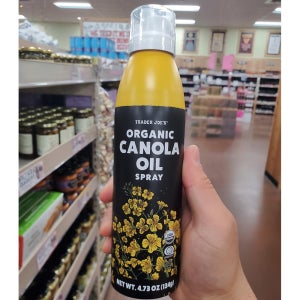 TRADER JOE'S
ORGANIC
CANOLA
OIL
SPRAY
NET WT. 4.73 OZ (134g)